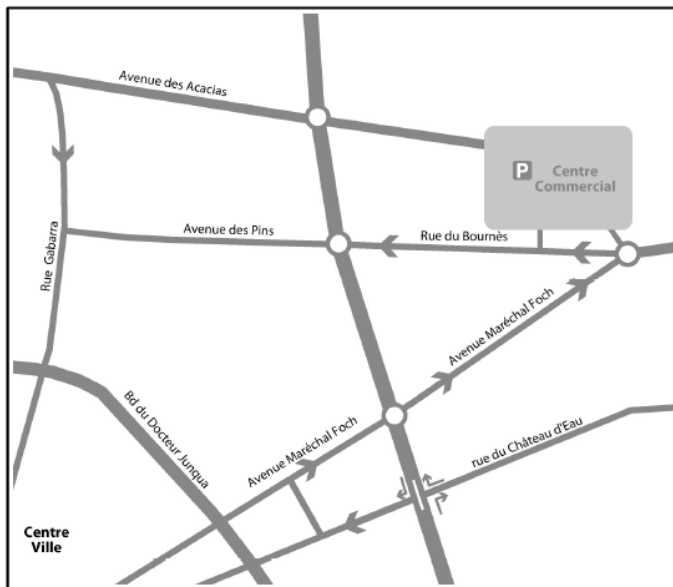 Avenue des Acacias
P
Centre
Commercial
Rue Gabarra
Avenue des Pins
Rue du Bournès
Avenue Maréchal Foch
Bd du Docteur Junqua
Avenue Maréchal Foch
rue du Château d'Eau
Centre
Ville